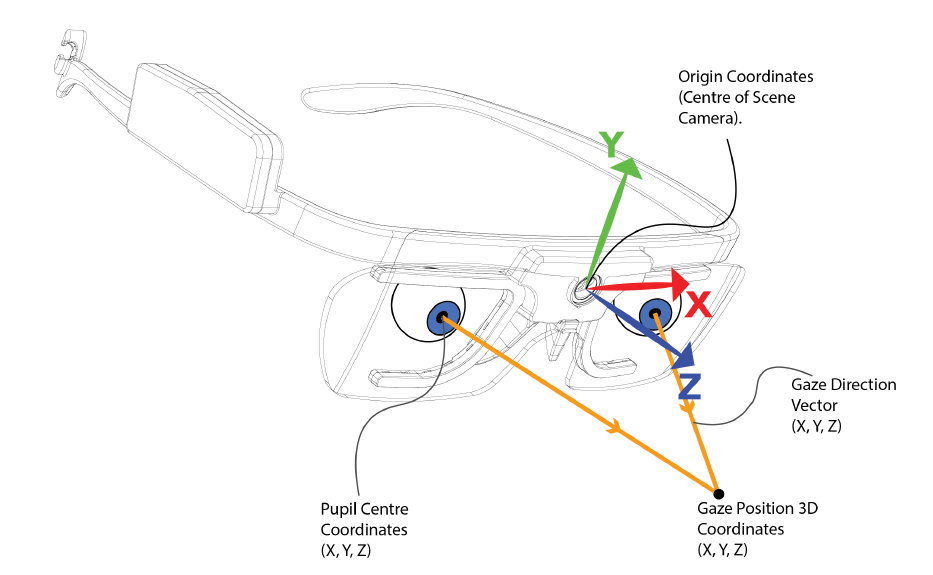 Origin Coordinates
(Centre of Scene
Camera).
Y
X
Z
Gaze Direction
Vector
(X, Y, Z)
Pupil Centre
Coordinates
(X, Y, Z)
Gaze Position 3D
Coordinates
(X, Y, Z)